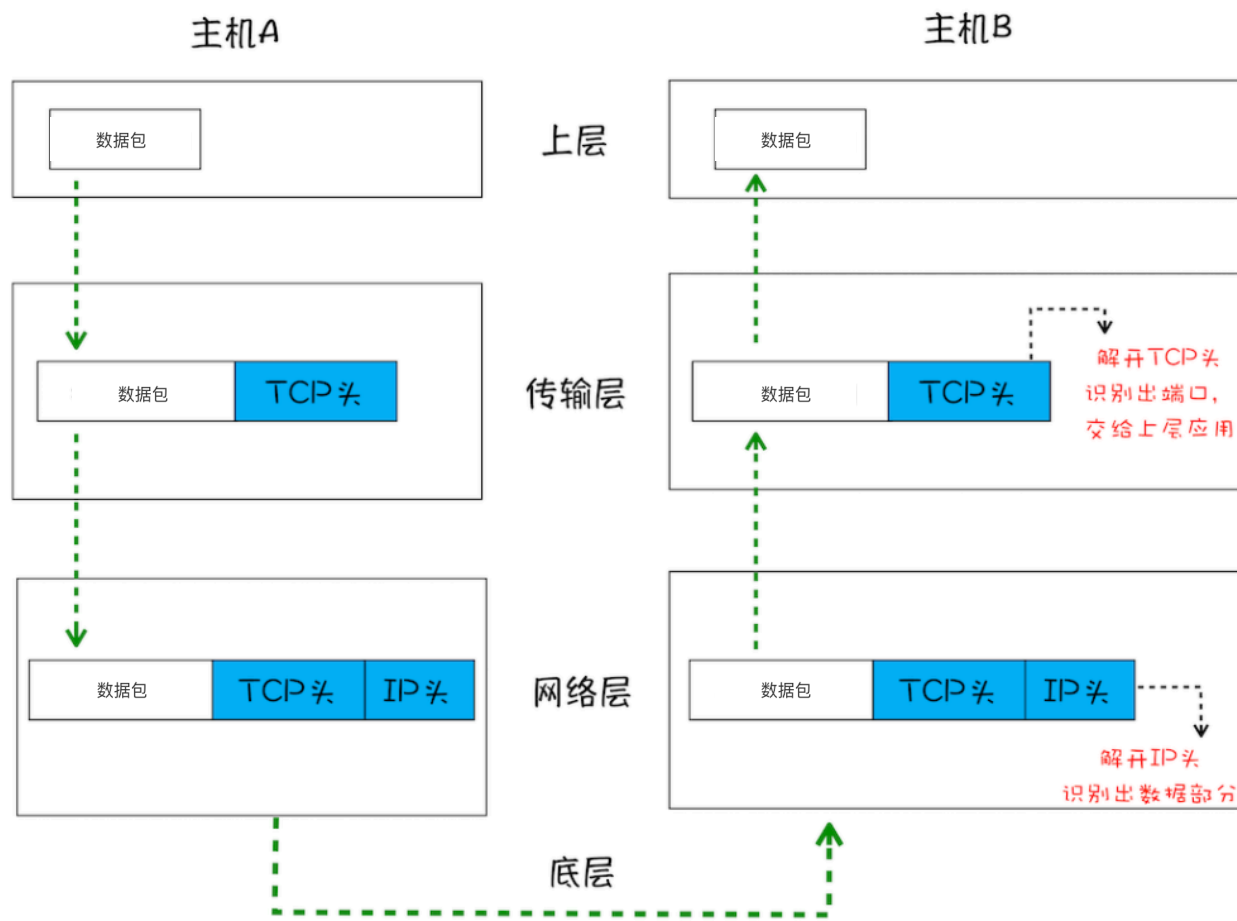 主机A
主机B
数据包
上层
数据包
数据包
TCP头
传输层
数据包
TCP头
解开TCP头
识别出端口,
交给上层应用
数据包
TCP头
IP头
网络层
数据包
TCP头
IP头
解开IP头
识别出数据部分
底层